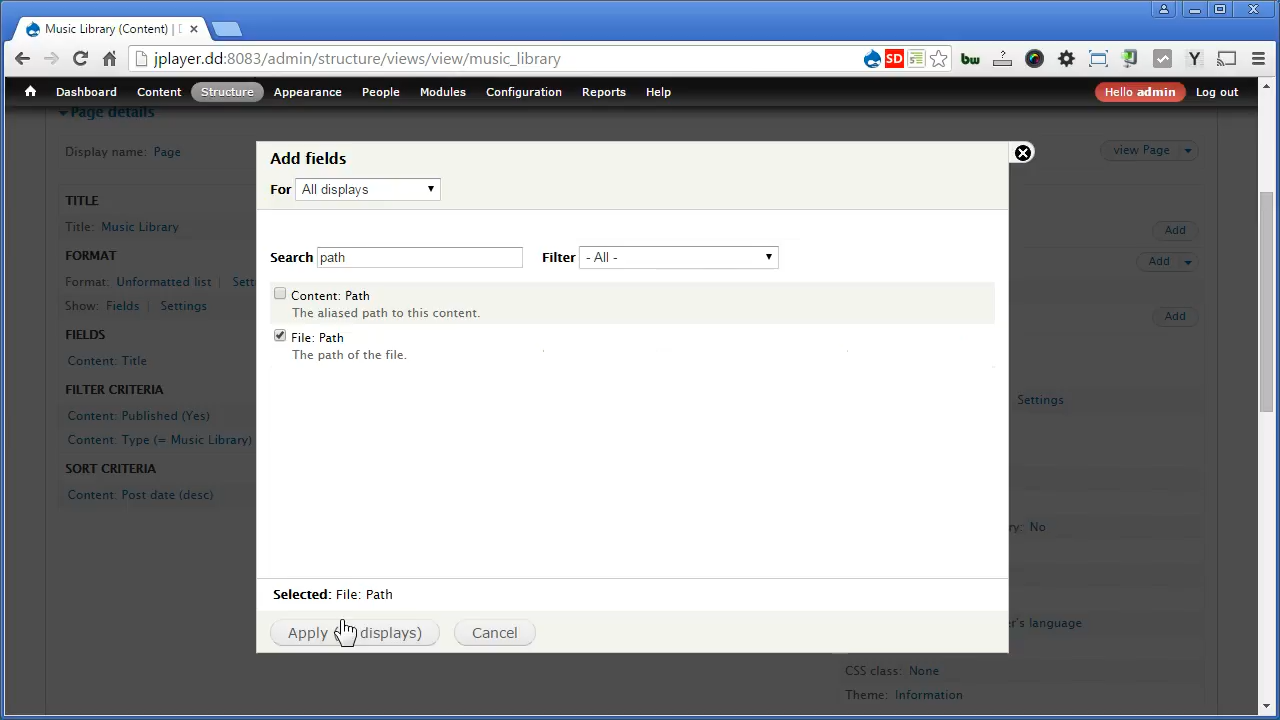 Music Library (Content) |
jplayer.dd:8083/admin/structure/views/view/music_library
SD
bw
Y
Dashboard Content Structure Appearance People Modules Configuration Reports Help Hello admin Log out
Page details
Display name: Page
view Page
TITLE
Title: Music Library
FORMAT
Format: Unformatted list |
Show: Fields | Settings
FIELDS
Content: Title
FILTER CRITERIA
Content: Published (Yes)
Content: Type (= Music Library)
SORT CRITERIA
Content: Post date (desc)
Add fields
For All displays
Search path Filter - All -
Content: Path
The aliased path to this content.
File: Path
The path of the file.
Selected: File: Path
Apply displays) Cancel
Add
Add
Add
Settings
No
language
CSS class: None
Theme: Information